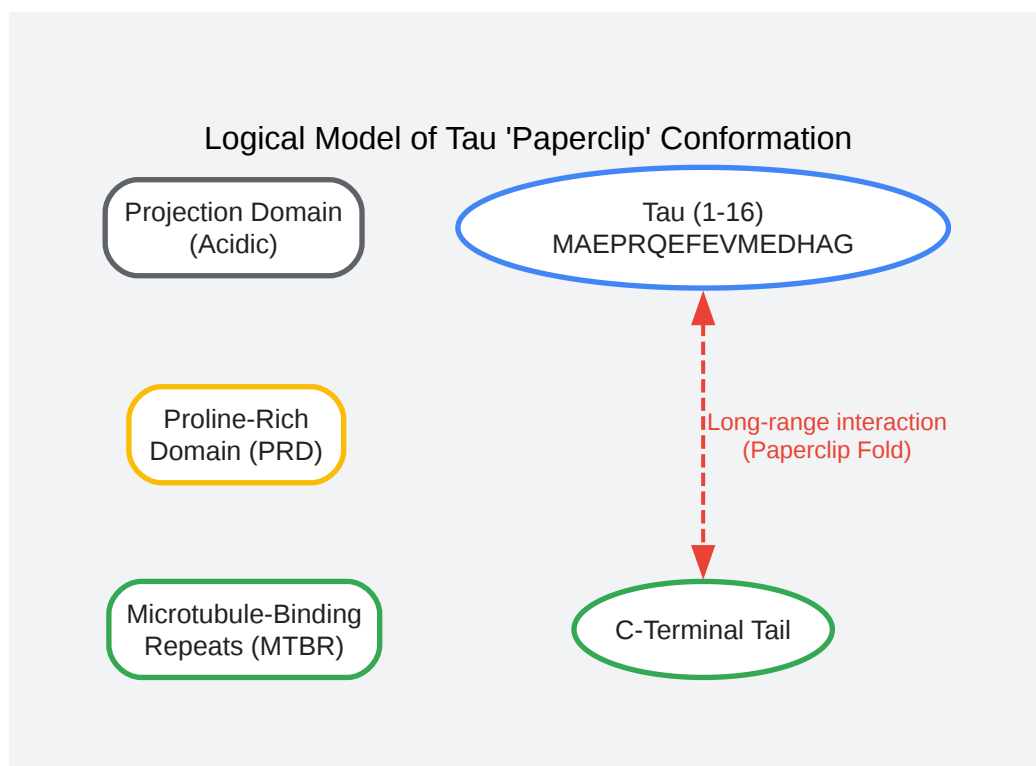 Logical Model of Tau 'Paperclip' Conformation
Projection Domain
(Acidic)
Tau (1-16)
MAEPRQEFEVMEDHAG
Proline-Rich
Domain (PRD)
Long-range interaction
(Paperclip Fold)
Microtubule-Binding
Repeats (MTBR)
C-Terminal Tail